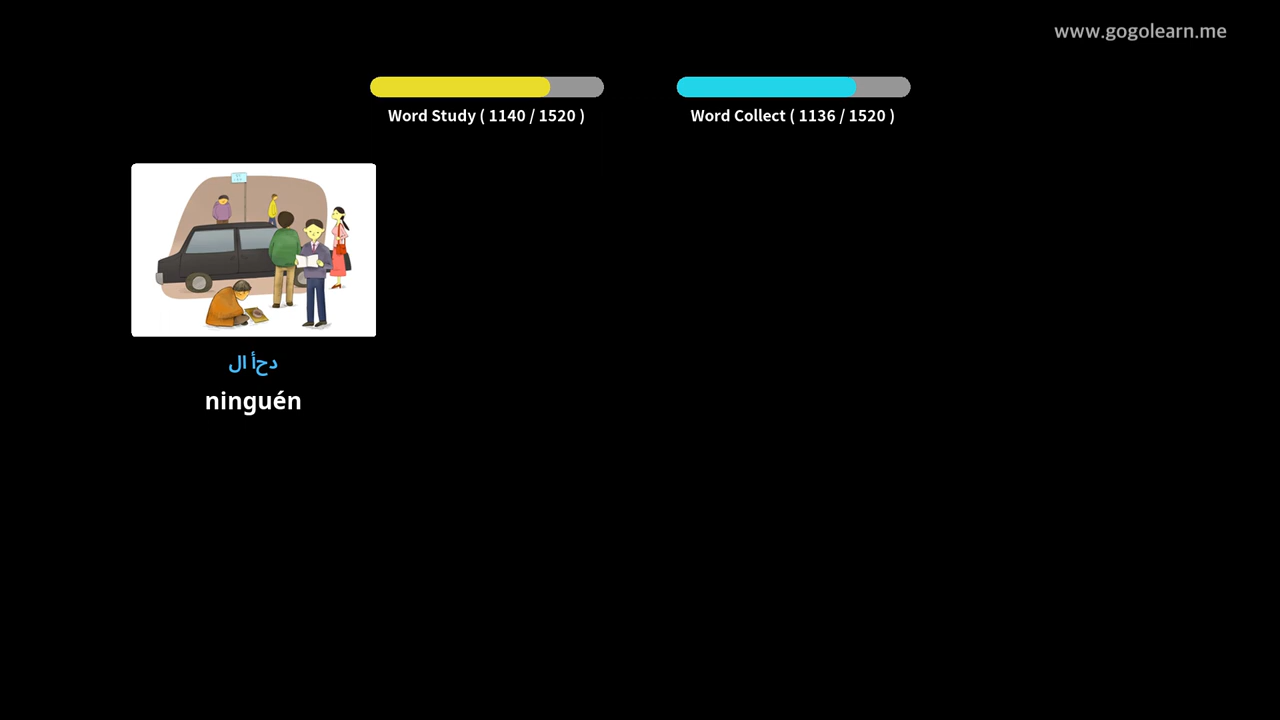 www.gogolearn.me
Word Study ( 1140 / 1520 )
Word Collect ( 1136 / 1520 )
دحأ ال
ninguén